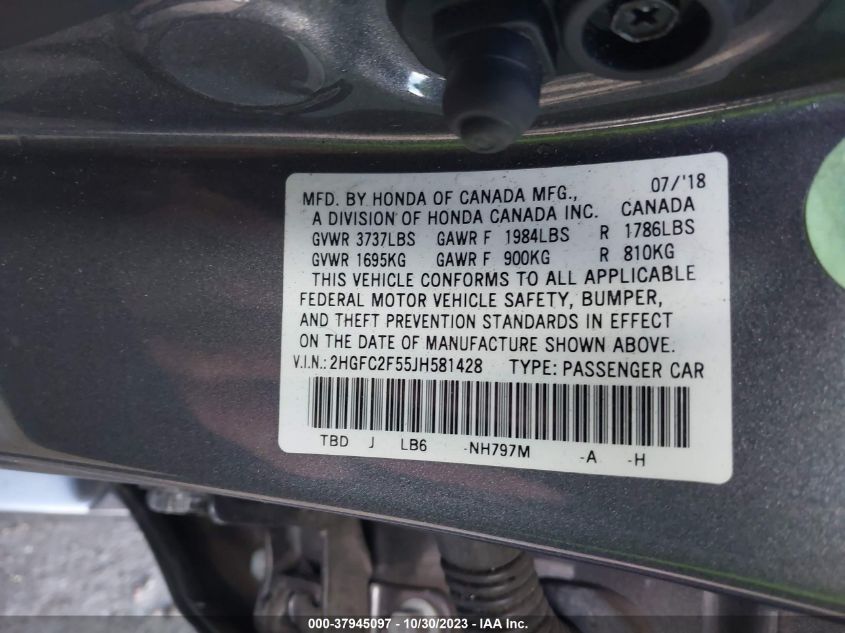 MFD. BY HONDA OF CANADA MFG., 07/'18
A DIVISION OF HONDA CANADA INC. CANADA
GVWR 3737LBS GAWR F 1984LBS R 1786LBS
GVWR 1695KG GAWR F 900KG R 810KG
THIS VEHICLE CONFORMS TO ALL APPLICABLE
FEDERAL MOTOR VEHICLE SAFETY, BUMPER,
AND THEFT PREVENTION STANDARDS IN EFFECT
ON THE DATE OF MANUFACTURE SHOWN ABOVE.
V.I.N.: 2HGFC2F55JH581428 TYPE: PASSENGER CAR
TBD J LB6 -NH797M -A -H
000-37945097 - 10/30/2023 - IAA Inc.